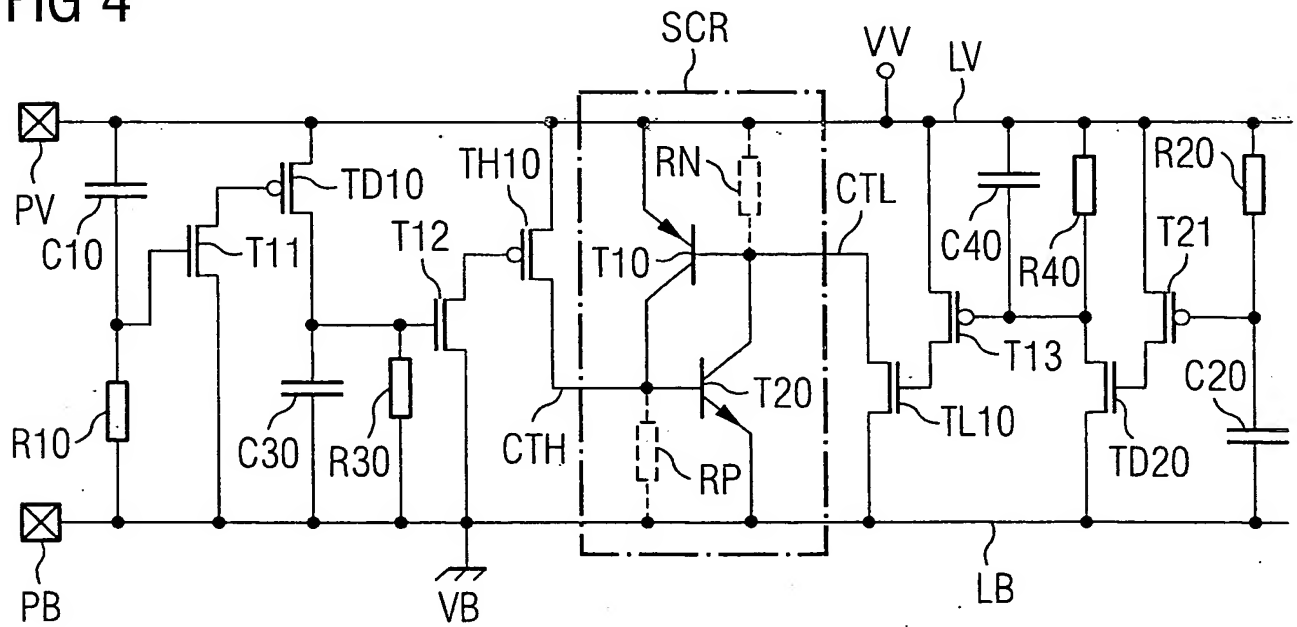 FIG 4
SCR
VV
LV
PV
C10
T11
TD10
TH10
T12
RN
T10
CTL
C40
R40
T21
R20
T13
R10
C30
R30
CTH
RP
T20
TL10
TD20
C20
PB
VB
LB